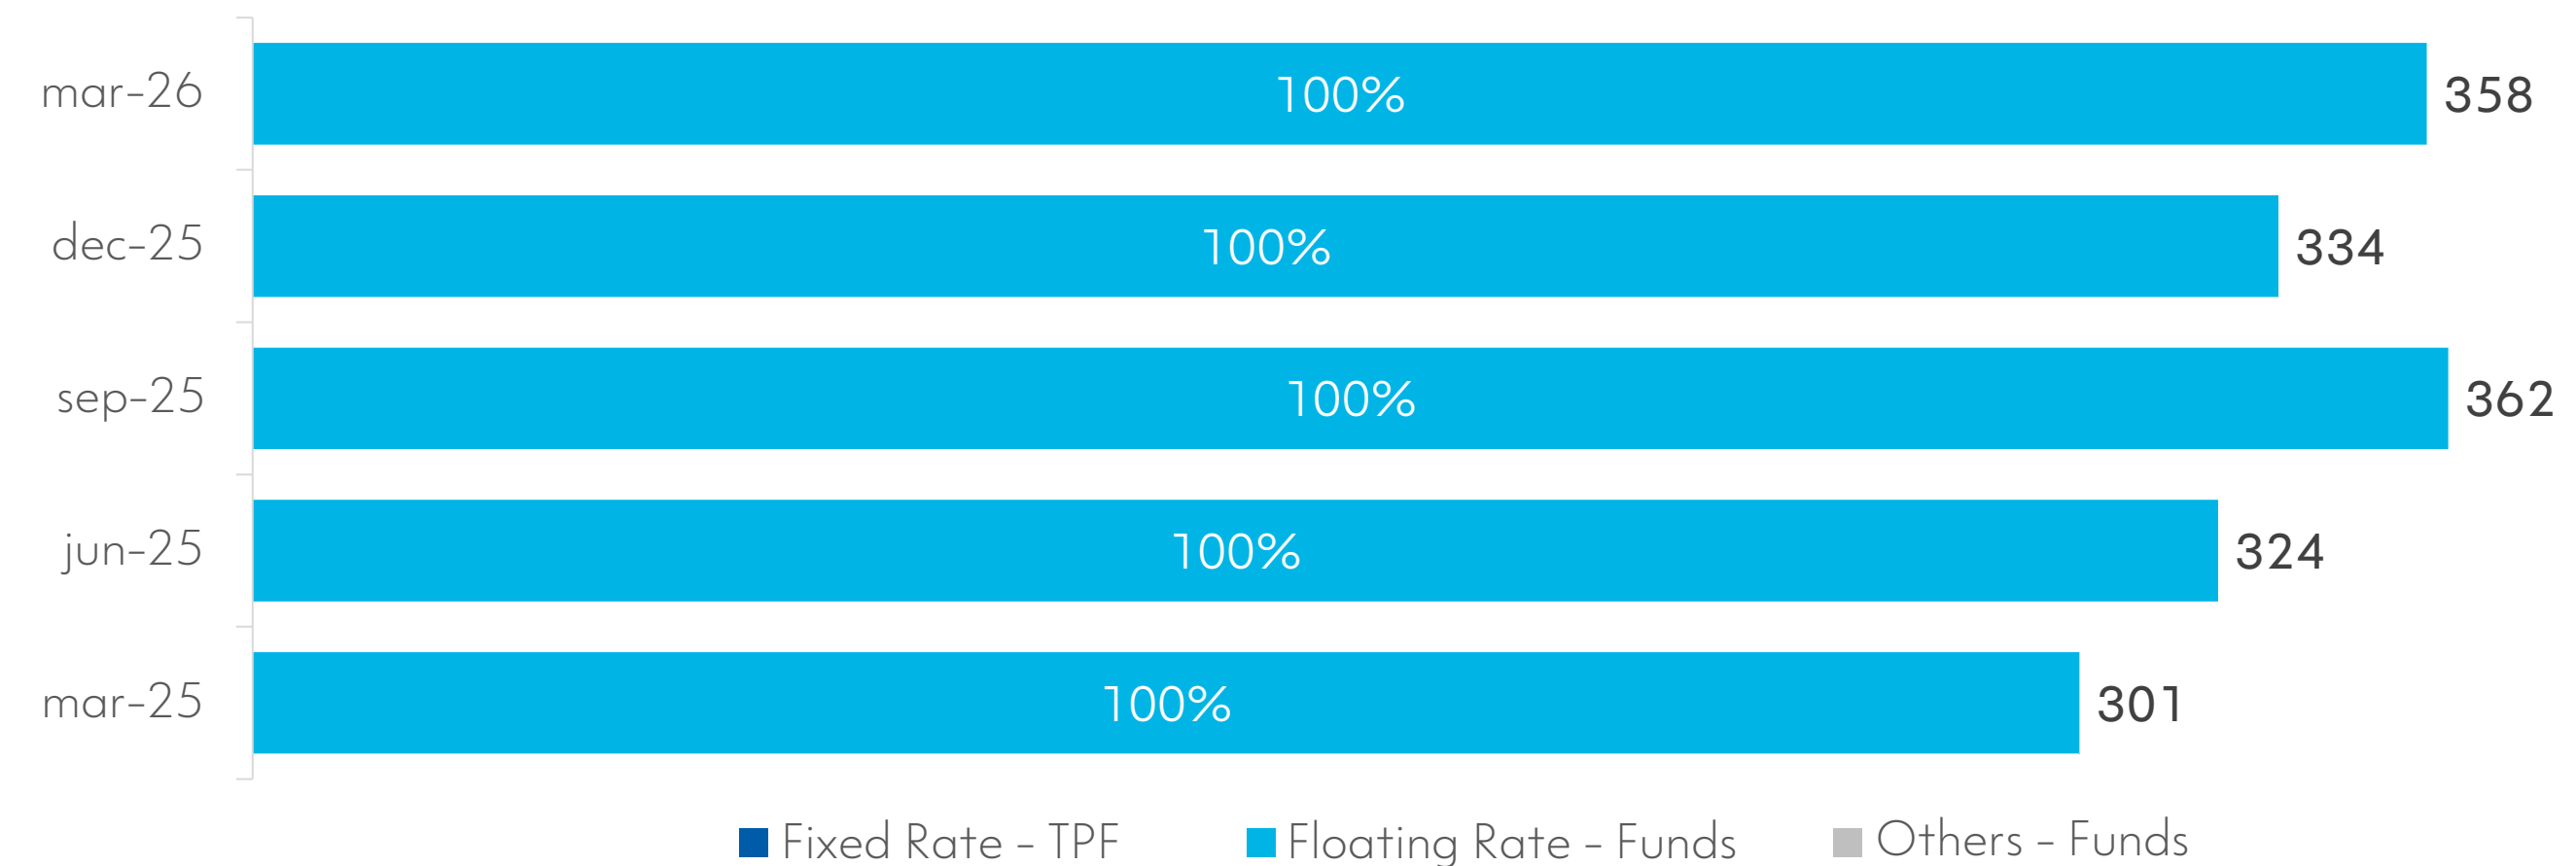 mar-26 100% 358
dec-25 100% 334
sep-25 100% 362
jun-25 100% 324
mar-25 100% 301
Fixed Rate - TPF Floating Rate - Funds Others - Funds